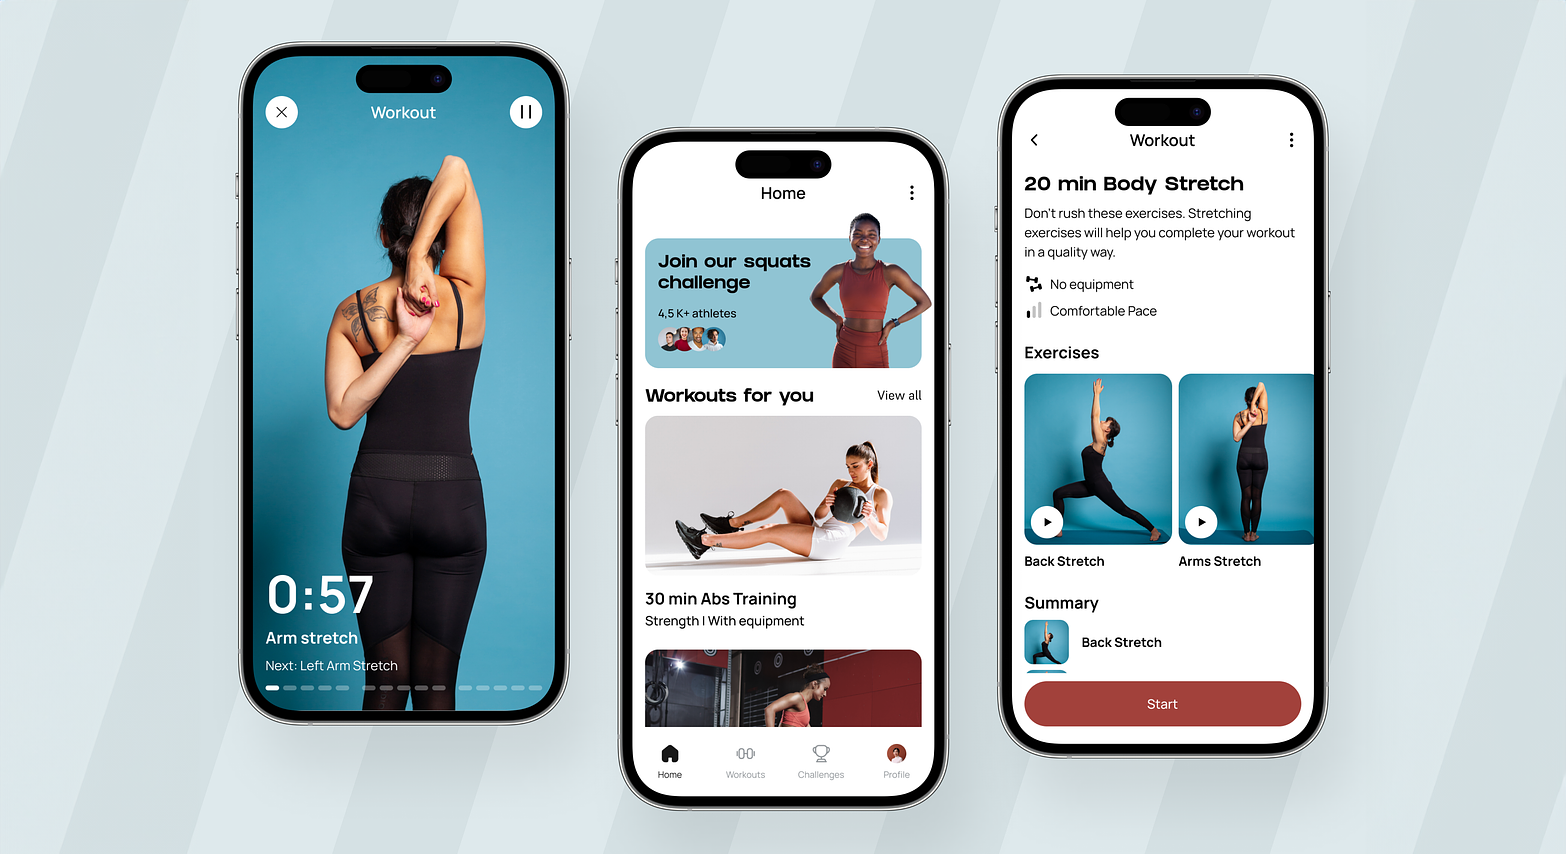 Workout
0:57
Arm stretch
Next: Left Arm Stretch
Home
Join our squats
challenge
4,5 K+ athletes
Workouts for you
View all
30 min Abs Training
Strength | With equipment
Home
Workouts
Challenges
Profile
Workout
20 min Body Stretch
Don't rush these exercises. Stretching
exercises will help you complete your workout
in a quality way.
No equipment
Comfortable Pace
Exercises
Back Stretch
Arms Stretch
Summary
Back Stretch
Start